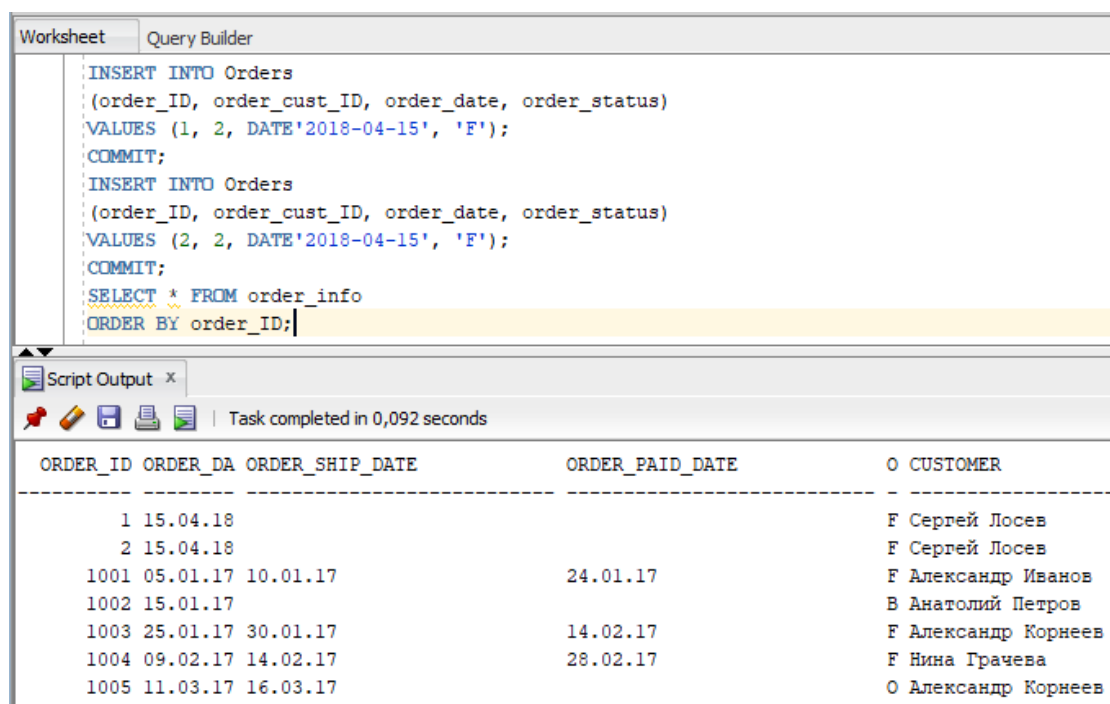 Worksheet Query Builder
INSERT INTO Orders
(order_ID, order_cust_ID, order_date, order_status)
VALUES (1, 2, DATE'2018-04-15', 'F');
COMMIT;
INSERT INTO Orders
(order_ID, order_cust_ID, order_date, order_status)
VALUES (2, 2, DATE'2018-04-15', 'F');
COMMIT;
SELECT * FROM order_info
ORDER BY order_ID;
Script Output x
Task completed in 0,092 seconds
ORDER_ID ORDER_DA ORDER_SHIP_DATE ORDER_PAID_DATE O CUSTOMER
---------- -------- -------------------------- -------------------------- - -----------------
1 15.04.18 F Сергей Лосев
2 15.04.18 F Сергей Лосев
1001 05.01.17 10.01.17 24.01.17 F Александр Иванов
1002 15.01.17 B Анатолий Петров
1003 25.01.17 30.01.17 14.02.17 F Александр Корнеев
1004 09.02.17 14.02.17 28.02.17 F Нина Грачева
1005 11.03.17 16.03.17 O Александр Корнеев